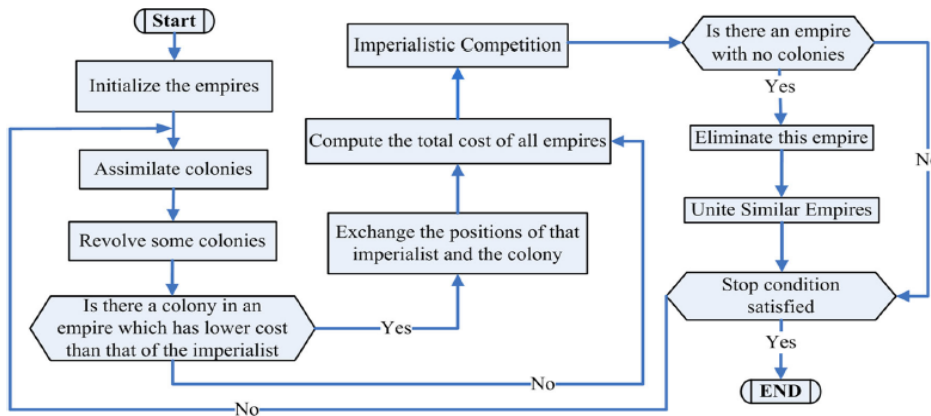 Start
Initialize the empires
Assimilate colonies
Revolve some colonies
Is there a colony in an
empire which has lower cost
than that of the imperialist
Yes
No
Exchange the positions of that
imperialist and the colony
Compute the total cost of all empires
Imperialistic Competition
Is there an empire
with no colonies
Yes
No
Eliminate this empire
Unite Similar Empires
Stop condition
satisfied
Yes
No
END